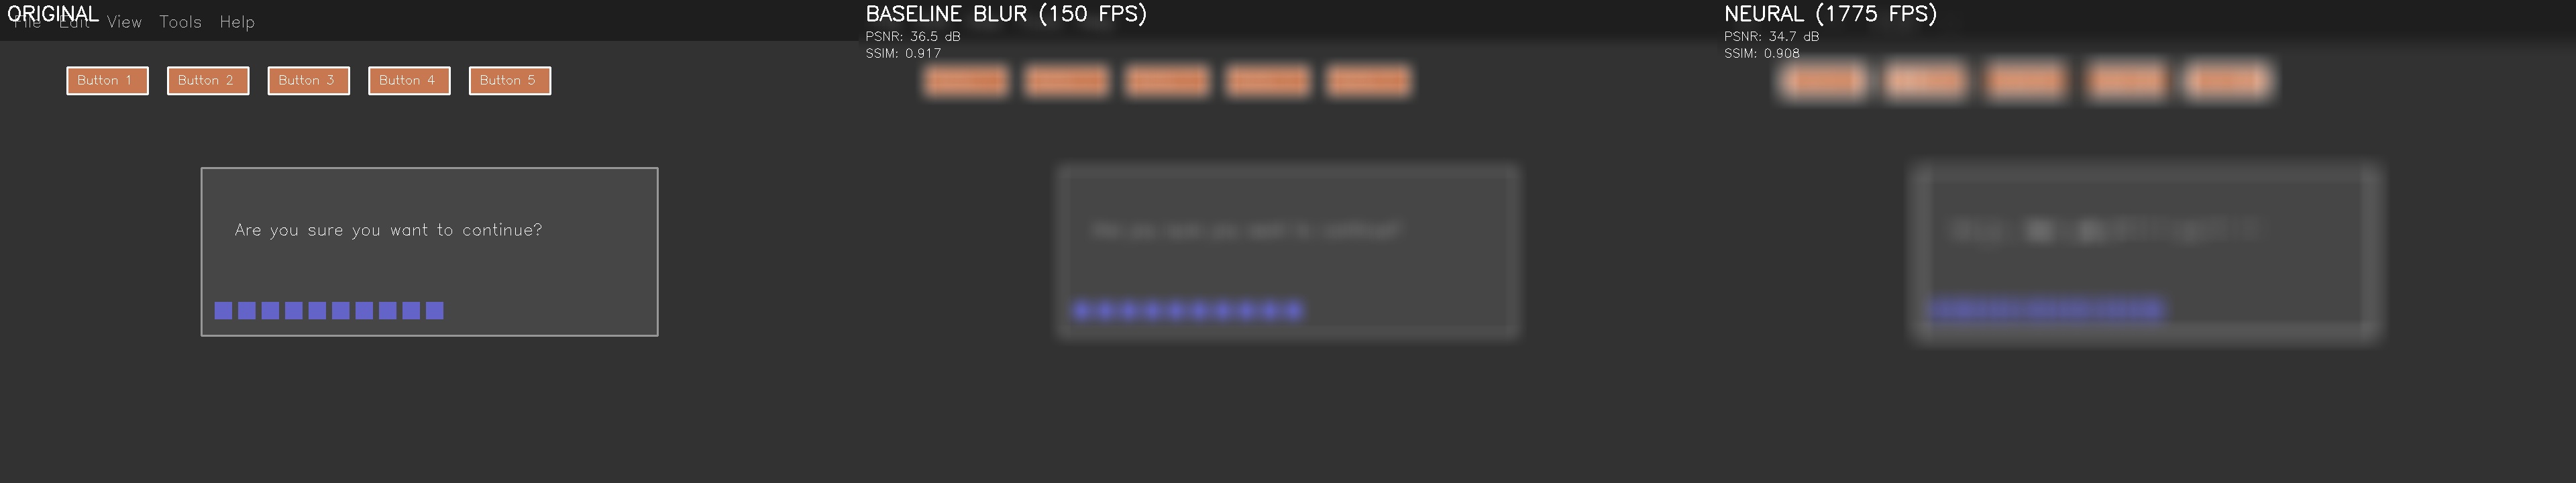 ORIGINAL
File Edit View Tools Help
Button 1 Button 2 Button 3 Button 4 Button 5
Are you sure you want to continue?
BASELINE BLUR (150 FPS)
PSNR: 36.5 dB
SSIM: 0.917
NEURAL (1775 FPS)
PSNR: 34.7 dB
SSIM: 0.908